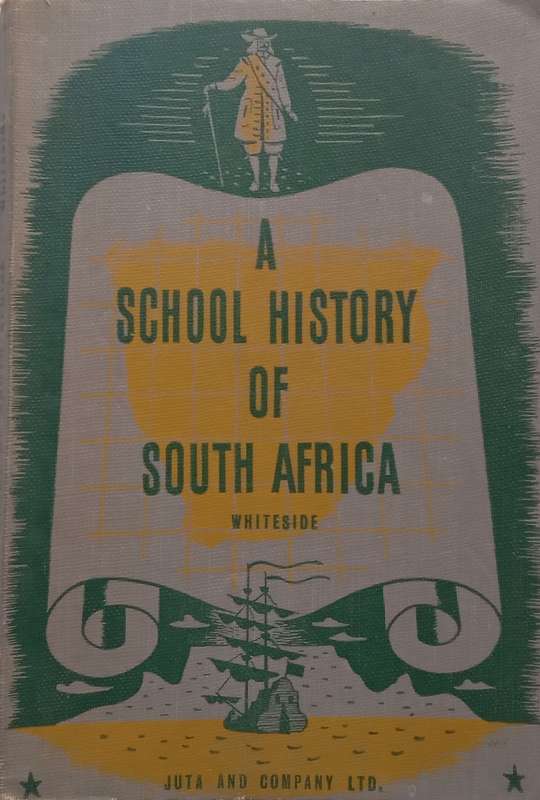 A
SCHOOL HISTORY
OF
SOUTH AFRICA
WHITESIDE
JUTA AND COMPANY LTD.